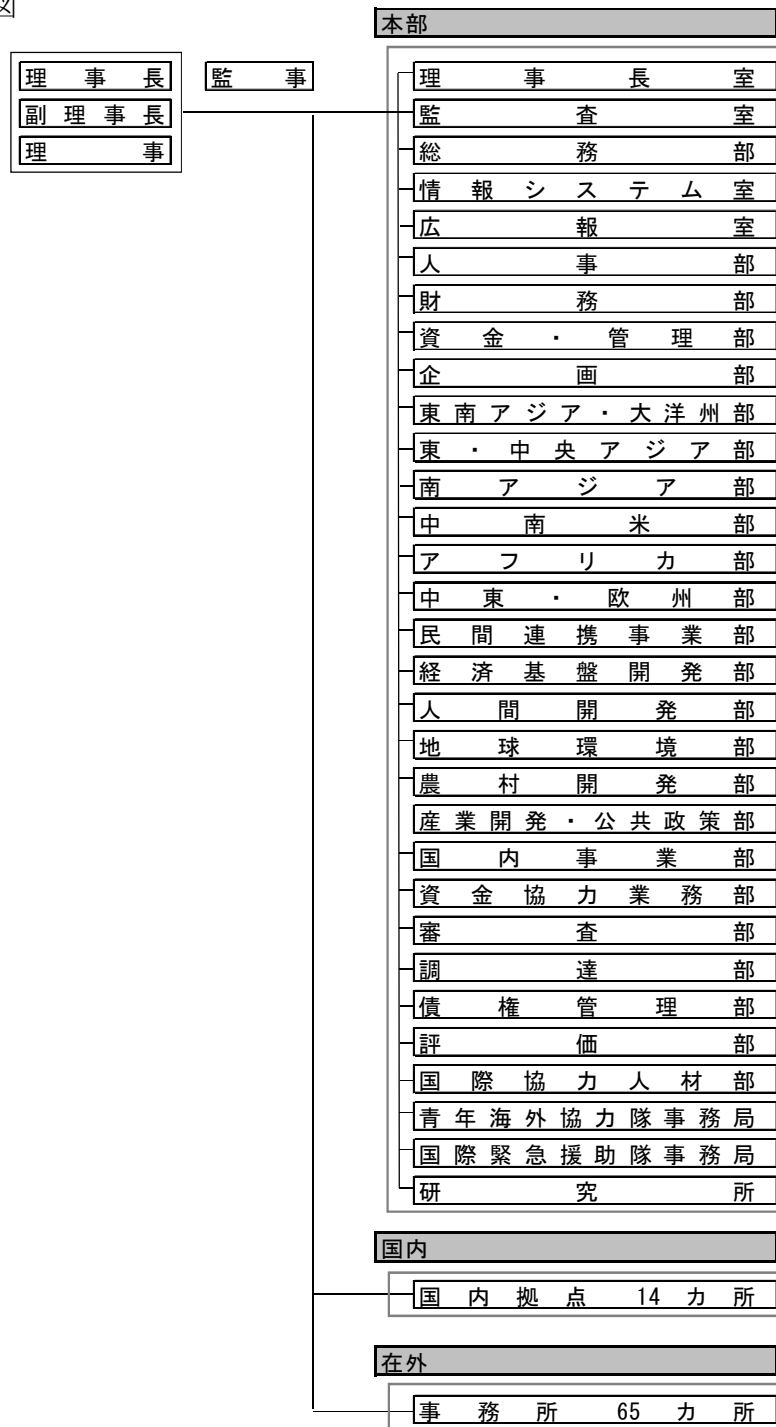 図
本部
理事長
監事
副理事長
理事
理事長室
監査室
総務部
情報システム室
広報室
人事部
財務部
資金・管理部
企画部
東南アジア・大洋州部
東・中央アジア部
南アジア部
中南米部
アフリカ部
中東・欧州部
民間連携事業部
経済基盤開発部
人間開発部
地球環境部
農村開発部
産業開発・公共政策部
国内事業部
資金協力業務部
審査部
調達部
債権管理部
評価部
国際協力人材部
青年海外協力隊事務局
国際緊急援助隊事務局
研究所
国内
国内拠点 14カ所
在外
事務所 65カ所